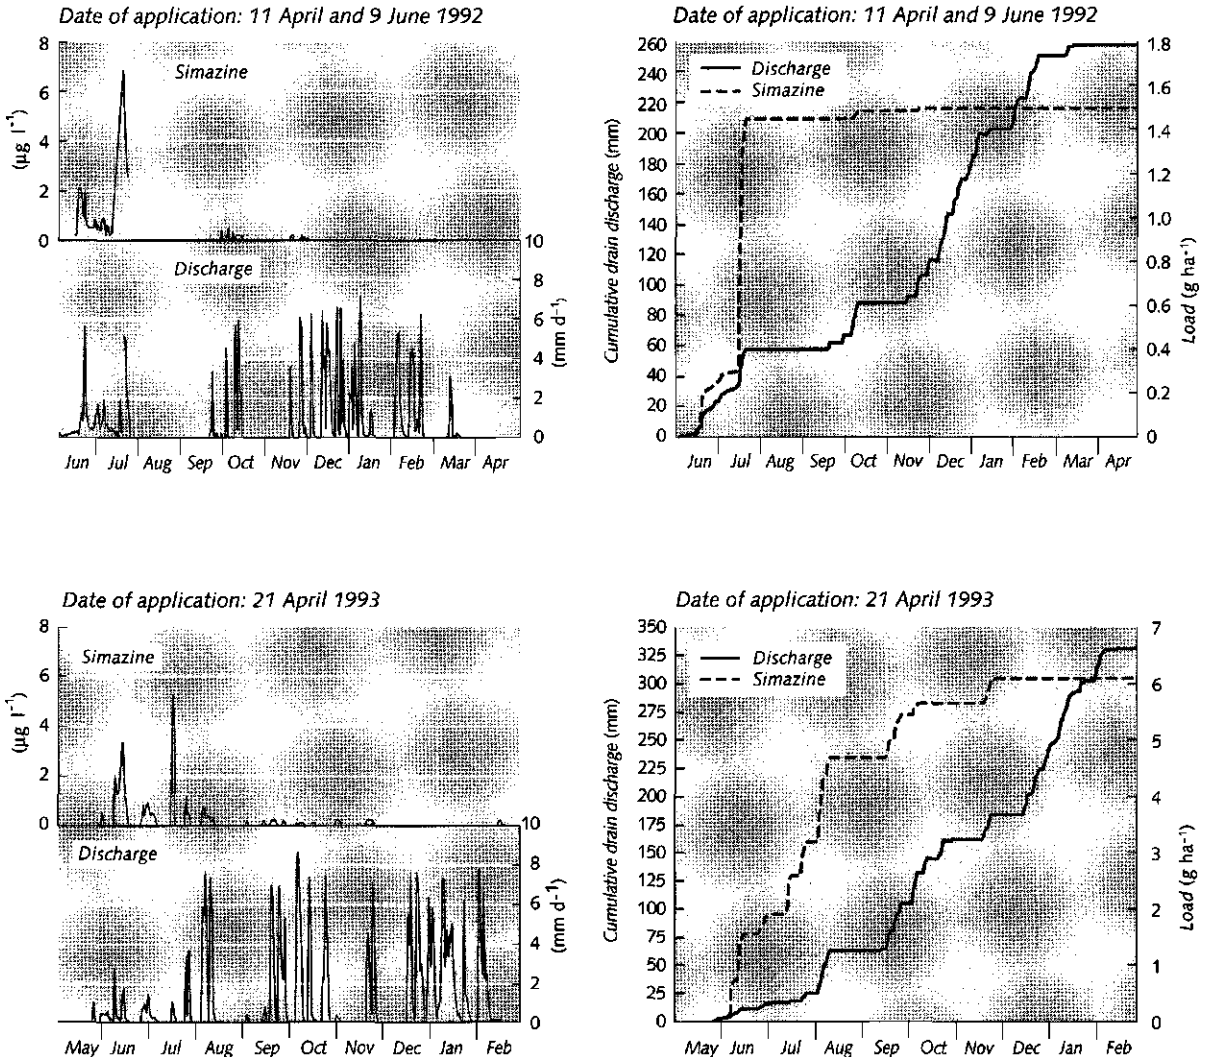 Date of application: 11 April and 9 June 1992
8
6
4
2
0
(µg l⁻¹)
Simazine
10
8
6
4
2
0
(mm d⁻¹)
Discharge
Jun Jul Aug Sep Oct Nov Dec Jan Feb Mar Apr
Date of application: 11 April and 9 June 1992
260
240
220
200
180
160
140
120
100
80
60
40
20
0
Cumulative drain discharge (mm)
Discharge
Simazine
1.8
1.6
1.4
1.2
1.0
0.8
0.6
0.4
0.2
0
Load (g ha⁻¹)
Jun Jul Aug Sep Oct Nov Dec Jan Feb Mar Apr
Date of application: 21 April 1993
8
6
4
2
0
(µg l⁻¹)
Simazine
10
8
6
4
2
0
(mm d⁻¹)
Discharge
May Jun Jul Aug Sep Oct Nov Dec Jan Feb
Date of application: 21 April 1993
350
325
300
275
250
225
200
175
150
125
100
75
50
25
0
Cumulative drain discharge (mm)
Discharge
Simazine
7
6
5
4
3
2
1
0
Load (g ha⁻¹)
May Jun Jul Aug Sep Oct Nov Dec Jan Feb